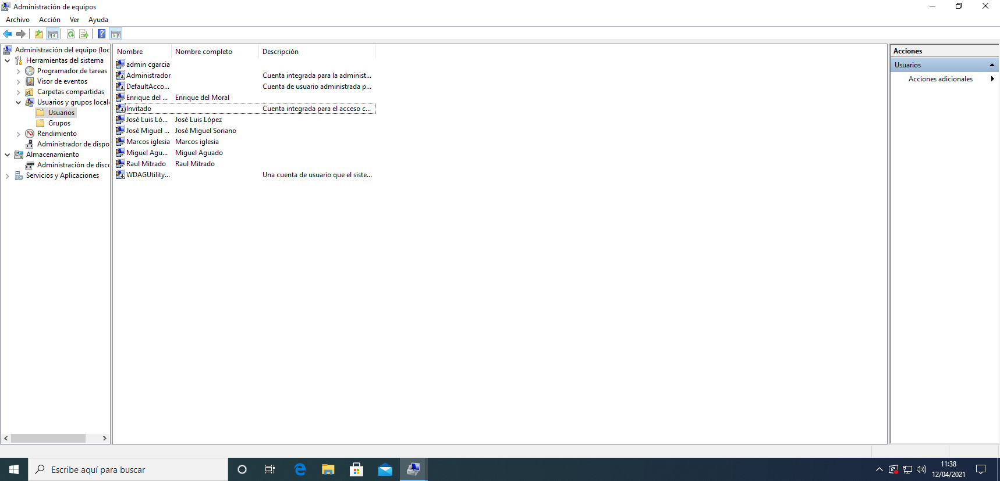 Administración de equipos
Archivo Acción Ver Ayuda
Administración del equipo (loc
Herramientas del sistema
Programador de tareas
Visor de eventos
Carpetas compartidas
Usuarios y grupos locale
Usuarios
Grupos
Rendimiento
Administrador de dispo
Almacenamiento
Administración de disco
Servicios y Aplicaciones
Nombre Nombre completo Descripción
admin cgarcia
Administrador Cuenta integrada para la administ...
DefaultAcco... Cuenta de usuario administrada p...
Enrique del ... Enrique del Moral
Invitado Cuenta integrada para el acceso c...
José Luis Ló... José Luis López
José Miguel ... José Miguel Soriano
Marcos iglesia Marcos iglesia
Miguel Agu... Miguel Aguado
Raul Mitrado Raul Mitrado
WDAGUtility... Una cuenta de usuario que el siste...
Acciones
Usuarios
Acciones adicionales
Escribe aquí para buscar
11:38
12/04/2021